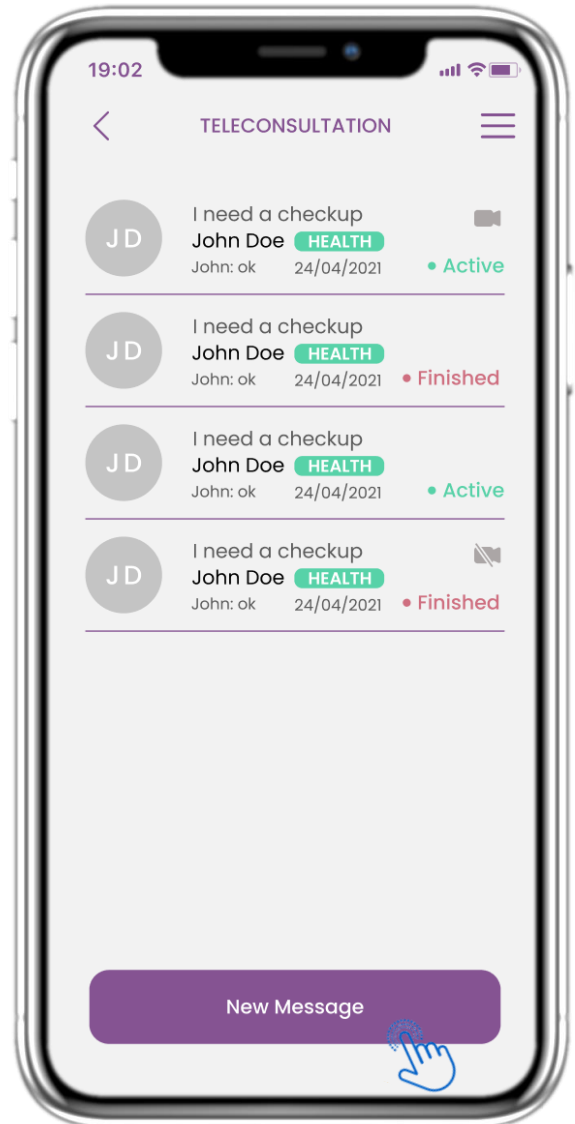 19:02
TELECONSULTATION
JD
I need a checkup
John Doe HEALTH
John: ok 24/04/2021 • Active
JD
I need a checkup
John Doe HEALTH
John: ok 24/04/2021 • Finished
JD
I need a checkup
John Doe HEALTH
John: ok 24/04/2021 • Active
JD
I need a checkup
John Doe HEALTH
John: ok 24/04/2021 • Finished
New Message